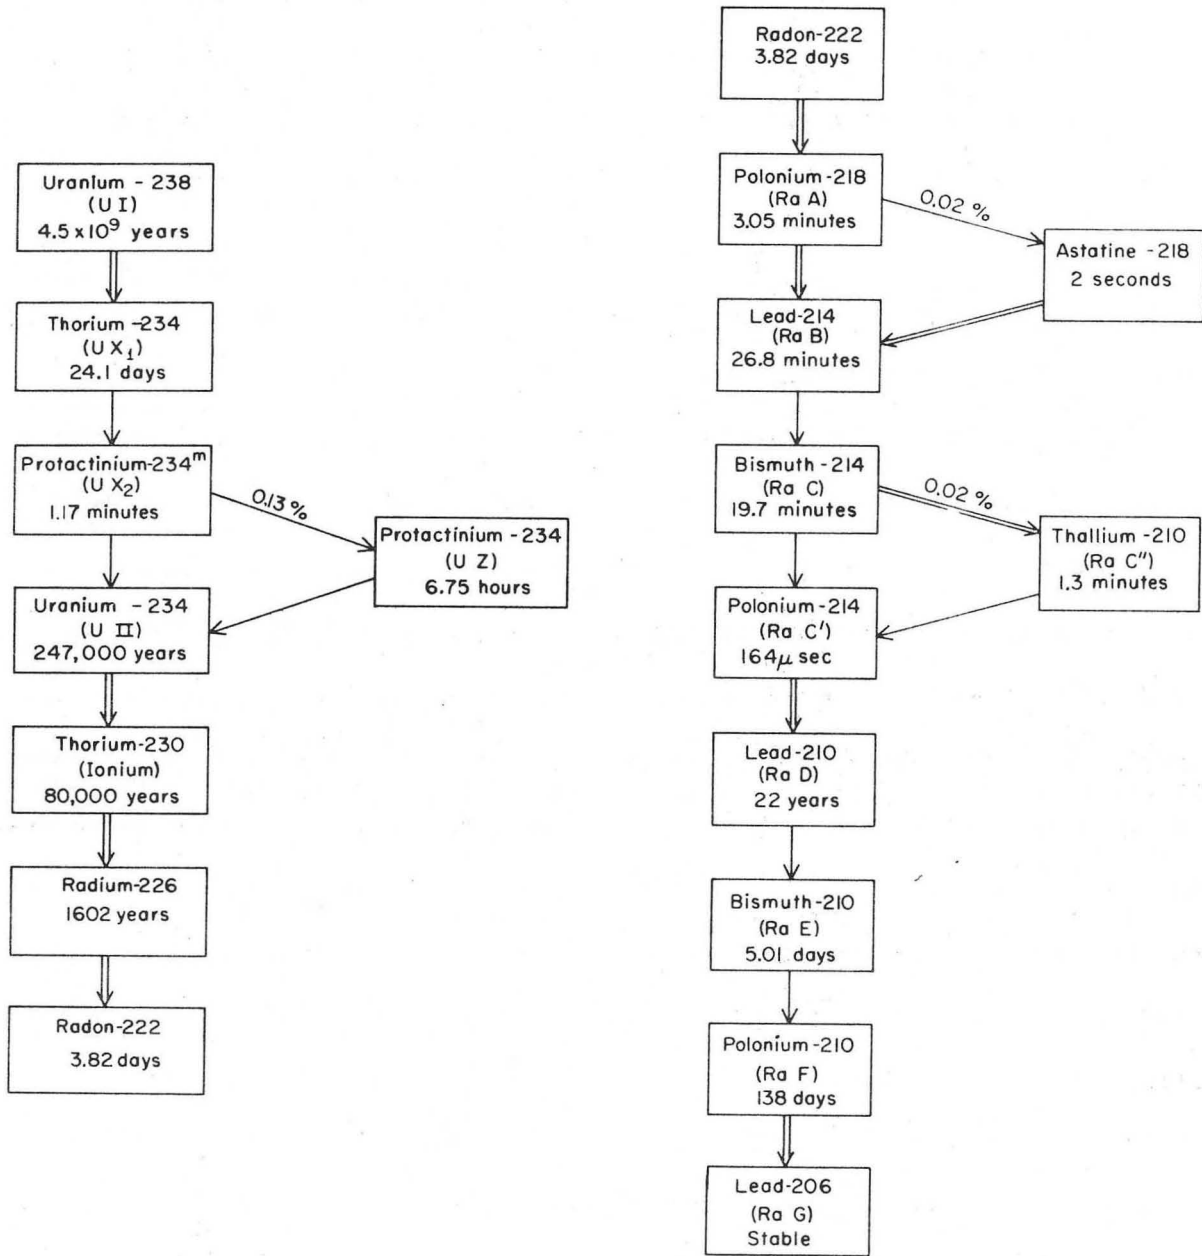 Uranium - 238
(U I)
4.5 x 10⁹ years
Thorium -234
(U X₁)
24.1 days
Protactinium-234ᵐ
(U X₂)
1.17 minutes
0.13 %
Protactinium - 234
(U Z)
6.75 hours
Uranium - 234
(U II)
247,000 years
Thorium-230
(Ionium)
80,000 years
Radium-226
1602 years
Radon-222
3.82 days
Radon-222
3.82 days
Polonium-218
(Ra A)
3.05 minutes
0.02 %
Astatine -218
2 seconds
Lead-214
(Ra B)
26.8 minutes
Bismuth -214
(Ra C)
19.7 minutes
0.02 %
Thallium -210
(Ra C")
1.3 minutes
Polonium-214
(Ra C')
164µ sec
Lead-210
(Ra D)
22 years
Bismuth-210
(Ra E)
5.01 days
Polonium -210
(Ra F)
138 days
Lead-206
(Ra G)
Stable